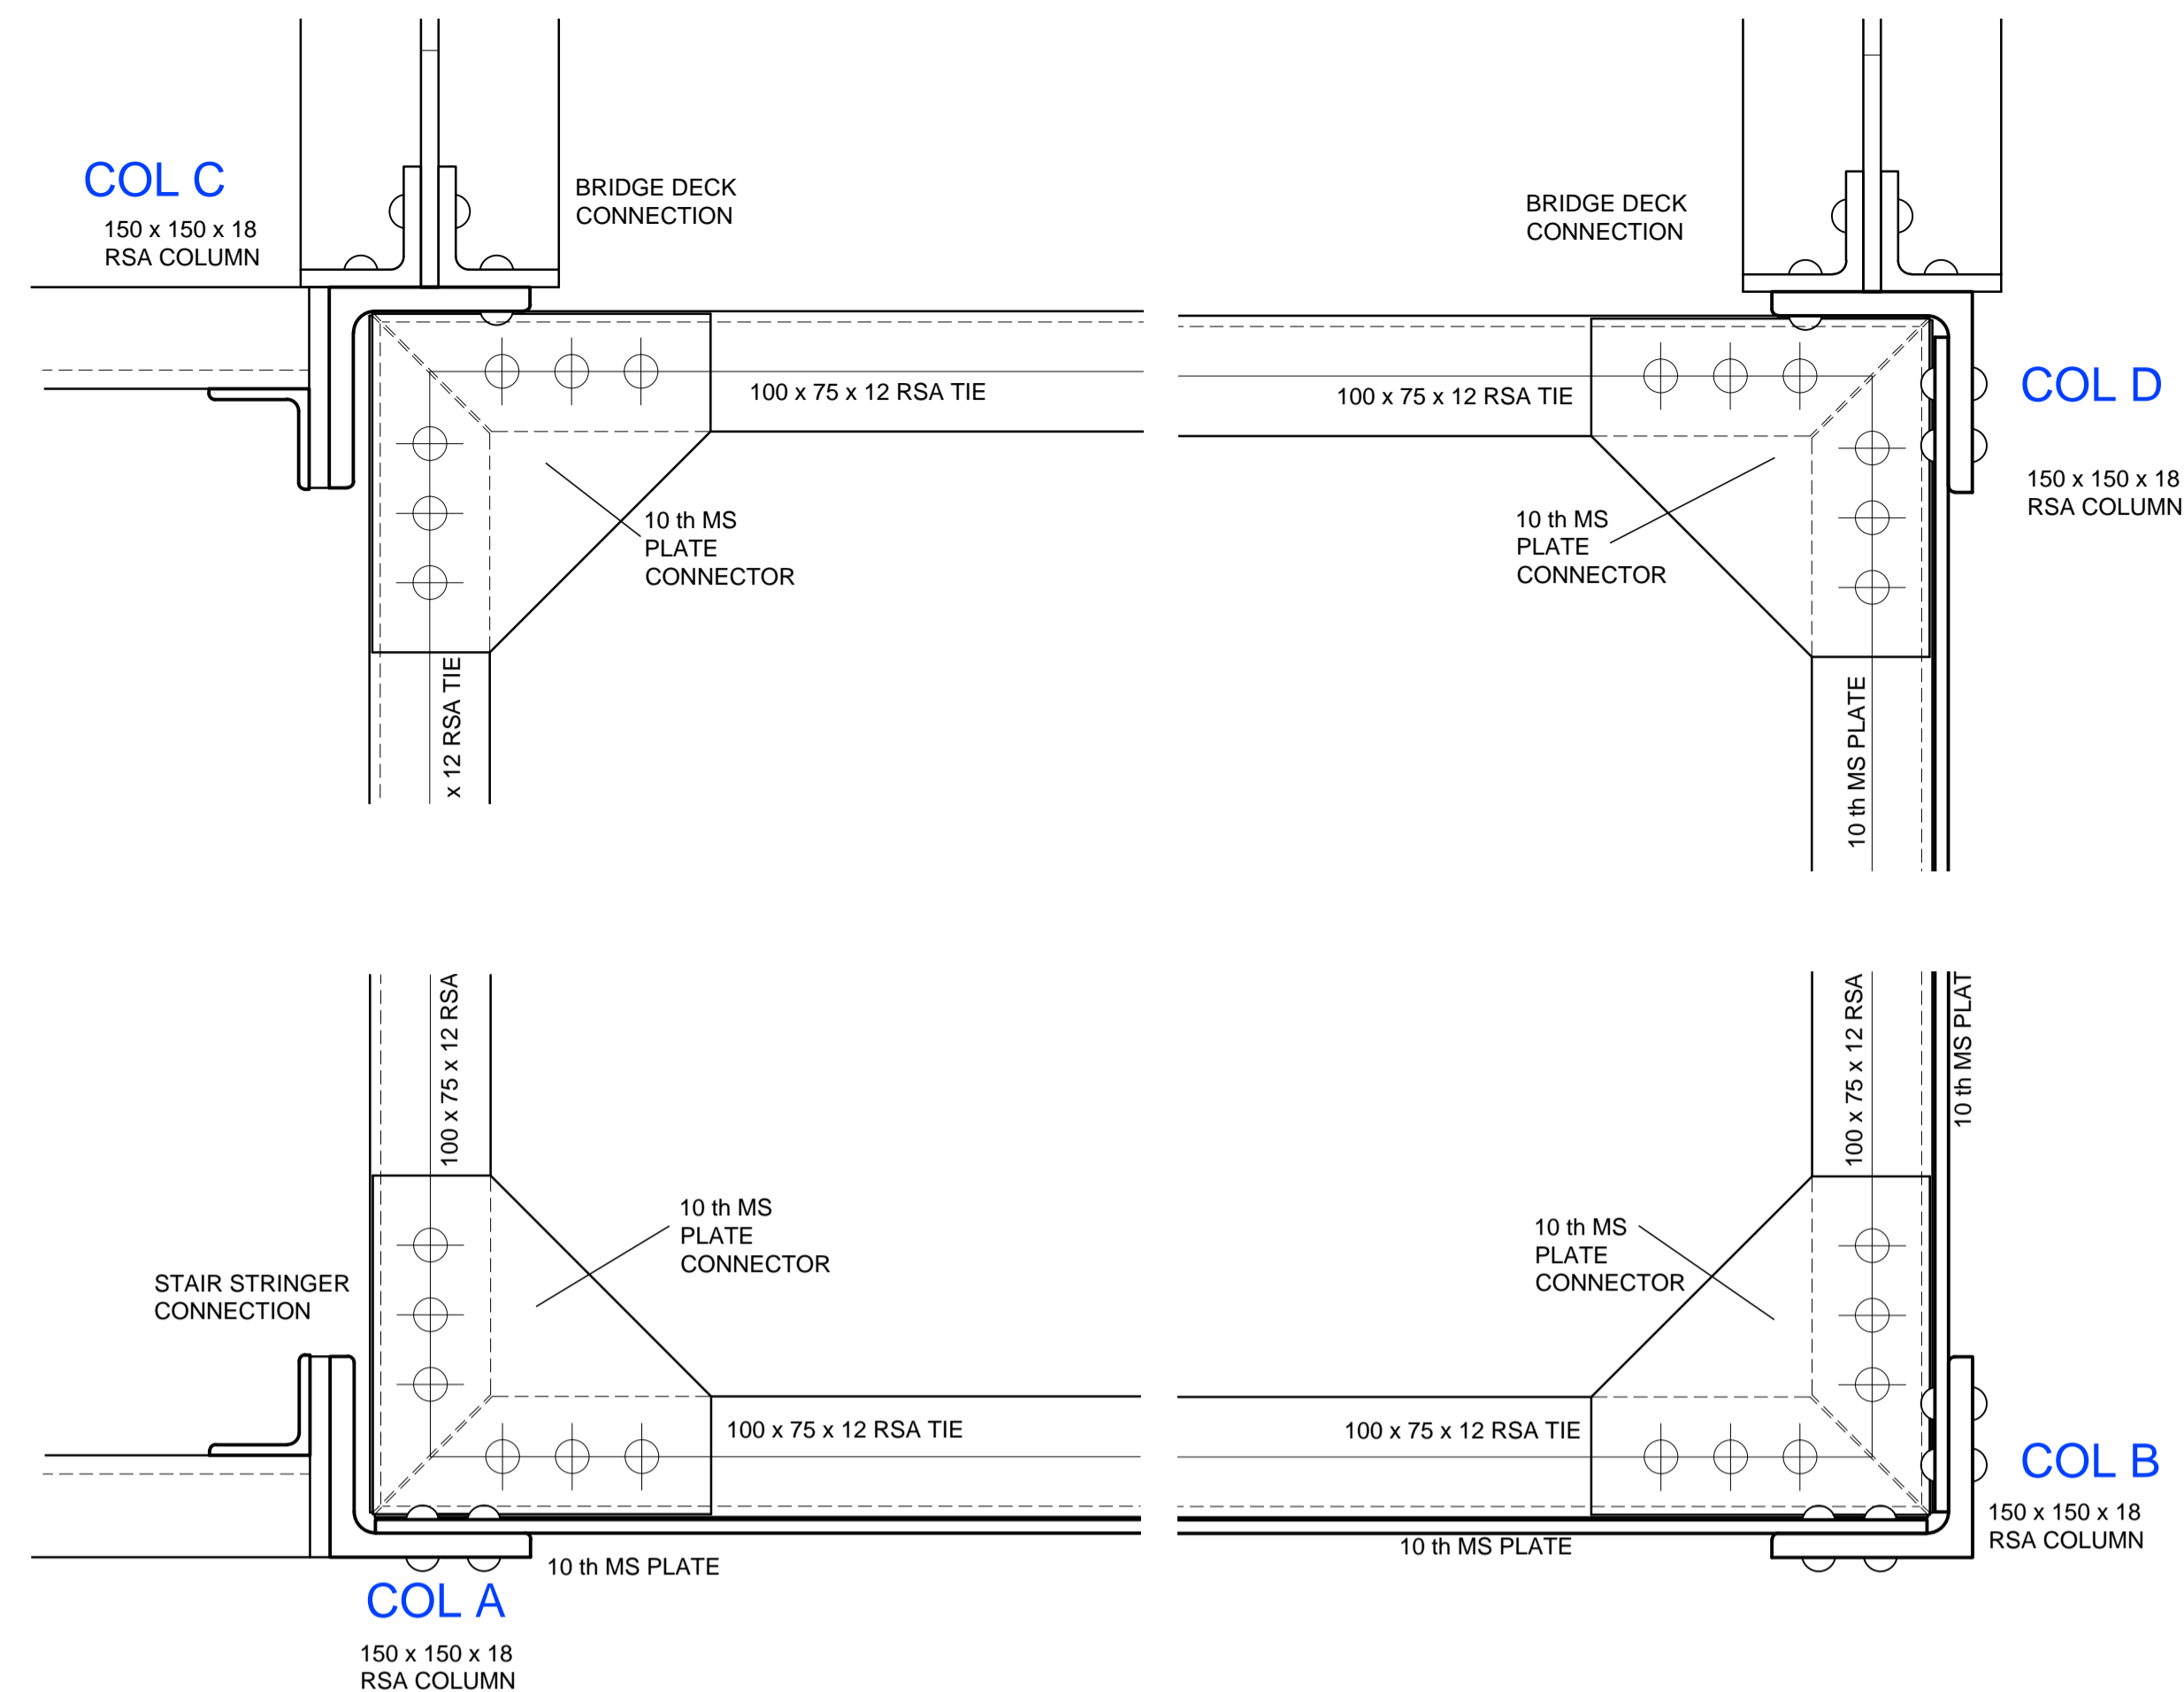 COL C
150 x 150 x 18
RSA COLUMN
BRIDGE DECK
CONNECTION
BRIDGE DECK
CONNECTION
COL D
150 x 150 x 18
RSA COLUMN
100 x 75 x 12 RSA TIE
100 x 75 x 12 RSA TIE
10 th MS
PLATE
CONNECTOR
10 th MS
PLATE
CONNECTOR
x 12 RSA TIE
10 th MS PLATE
100 x 75 x 12 RSA
100 x 75 x 12 RSA
10 th MS PLAT
10 th MS
PLATE
CONNECTOR
10 th MS
PLATE
CONNECTOR
STAIR STRINGER
CONNECTION
100 x 75 x 12 RSA TIE
100 x 75 x 12 RSA TIE
COL B
150 x 150 x 18
RSA COLUMN
10 th MS PLATE
10 th MS PLATE
COL A
150 x 150 x 18
RSA COLUMN